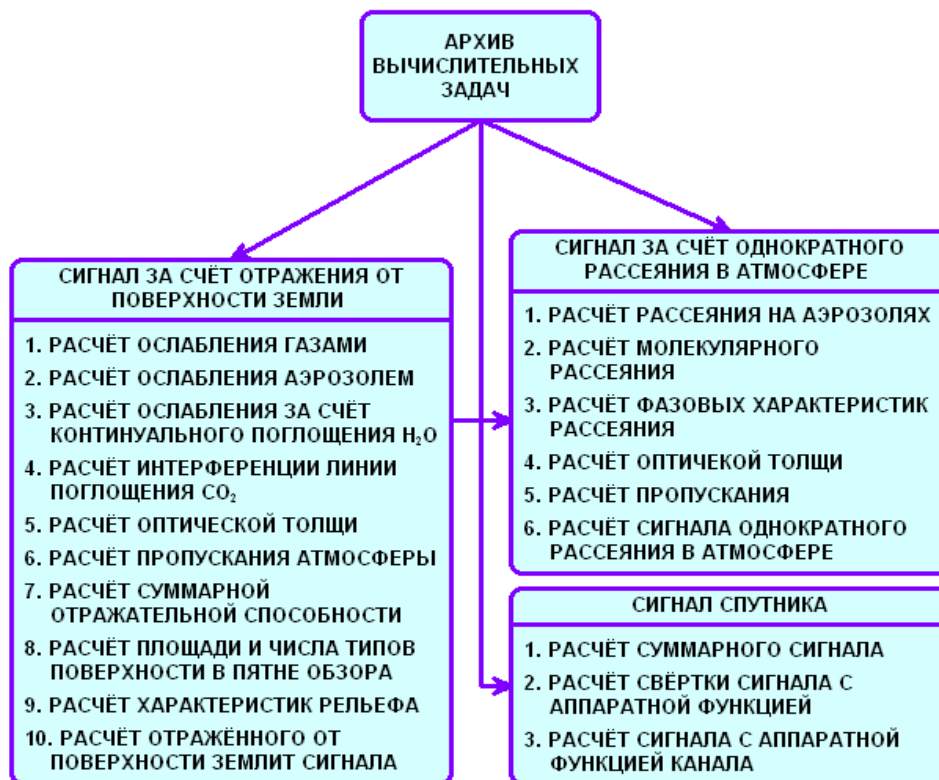 АРХИВ
ВЫЧИСЛИТЕЛЬНЫХ
ЗАДАЧ
СИГНАЛ ЗА СЧЁТ ОТРАЖЕНИЯ ОТ
ПОВЕРХНОСТИ ЗЕМЛИ
1. РАСЧЁТ ОСЛАБЛЕНИЯ ГАЗАМИ
2. РАСЧЁТ ОСЛАБЛЕНИЯ АЭРОЗОЛЕМ
3. РАСЧЁТ ОСЛАБЛЕНИЯ ЗА СЧЁТ
КОНТИНУАЛЬНОГО ПОГЛОЩЕНИЯ H₂O
4. РАСЧЁТ ИНТЕРФЕРЕНЦИИ ЛИНИИ
ПОГЛОЩЕНИЯ CO₂
5. РАСЧЁТ ОПТИЧЕСКОЙ ТОЛЩИ
6. РАСЧЁТ ПРОПУСКАНИЯ АТМОСФЕРЫ
7. РАСЧЁТ СУММАРНОЙ
ОТРАЖАТЕЛЬНОЙ СПОСОБНОСТИ
8. РАСЧЁТ ПЛОЩАДИ И ЧИСЛА ТИПОВ
ПОВЕРХНОСТИ В ПЯТНЕ ОБЗОРА
9. РАСЧЁТ ХАРАКТЕРИСТИК РЕЛЬЕФА
10. РАСЧЁТ ОТРАЖЁННОГО ОТ
ПОВЕРХНОСТИ ЗЕМЛИТ СИГНАЛА
СИГНАЛ ЗА СЧЁТ ОДНОКРАТНОГО
РАССЕЯНИЯ В АТМОСФЕРЕ
1. РАСЧЁТ РАССЕЯНИЯ НА АЭРОЗОЛЯХ
2. РАСЧЁТ МОЛЕКУЛЯРНОГО
РАССЕЯНИЯ
3. РАСЧЁТ ФАЗОВЫХ ХАРАКТЕРИСТИК
РАССЕЯНИЯ
4. РАСЧЁТ ОПТИЧЕКОЙ ТОЛЩИ
5. РАСЧЁТ ПРОПУСКАНИЯ
6. РАСЧЁТ СИГНАЛА ОДНОКРАТНОГО
РАССЕЯНИЯ В АТМОСФЕРЕ
СИГНАЛ СПУТНИКА
1. РАСЧЁТ СУММАРНОГО СИГНАЛА
2. РАСЧЁТ СВЁРТКИ СИГНАЛА С
АППАРАТНОЙ ФУНКЦИЕЙ
3. РАСЧЁТ СИГНАЛА С АППАРАТНОЙ
ФУНКЦИЕЙ КАНАЛА